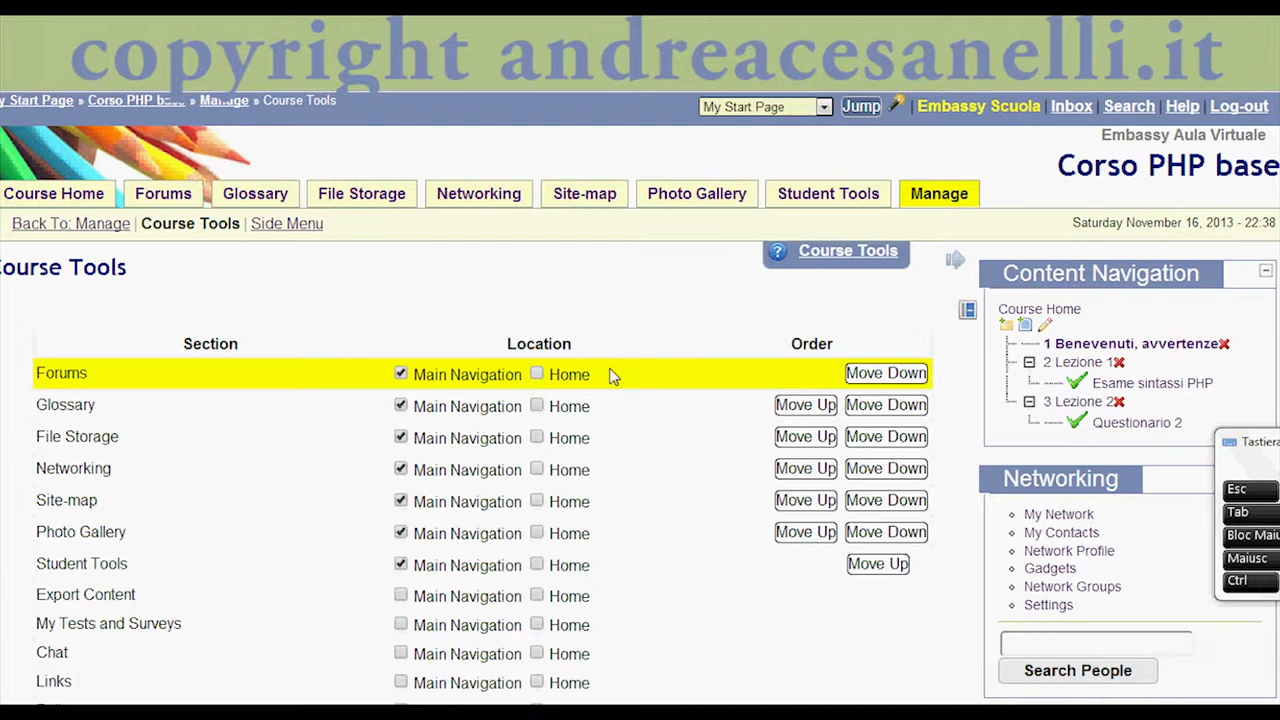 copyright andreacesanelli.it
y Start Page » Corso PHP base » Manage » Course Tools
My Start Page Jump | Embassy Scuola | Inbox | Search | Help | Log-out
Embassy Aula Virtuale
Corso PHP base
Course Home Forums Glossary File Storage Networking Site-map Photo Gallery Student Tools Manage
Back To: Manage | Course Tools | Side Menu
Saturday November 16, 2013 - 22:38
ourse Tools
? Course Tools
Section Location Order
Forums Main Navigation Home Move Down
Glossary Main Navigation Home Move Up Move Down
File Storage Main Navigation Home Move Up Move Down
Networking Main Navigation Home Move Up Move Down
Site-map Main Navigation Home Move Up Move Down
Photo Gallery Main Navigation Home Move Up Move Down
Student Tools Main Navigation Home Move Up
Export Content Main Navigation Home
My Tests and Surveys Main Navigation Home
Chat Main Navigation Home
Links Main Navigation Home
Content Navigation
Course Home
1 Benevenuti, avvertenze
2 Lezione 1
Esame sintassi PHP
3 Lezione 2
Questionario 2
Networking
My Network
My Contacts
Network Profile
Gadgets
Network Groups
Settings
Search People
Tastiera
Esc
Tab
Bloc Maiu
Maiusc
Ctrl